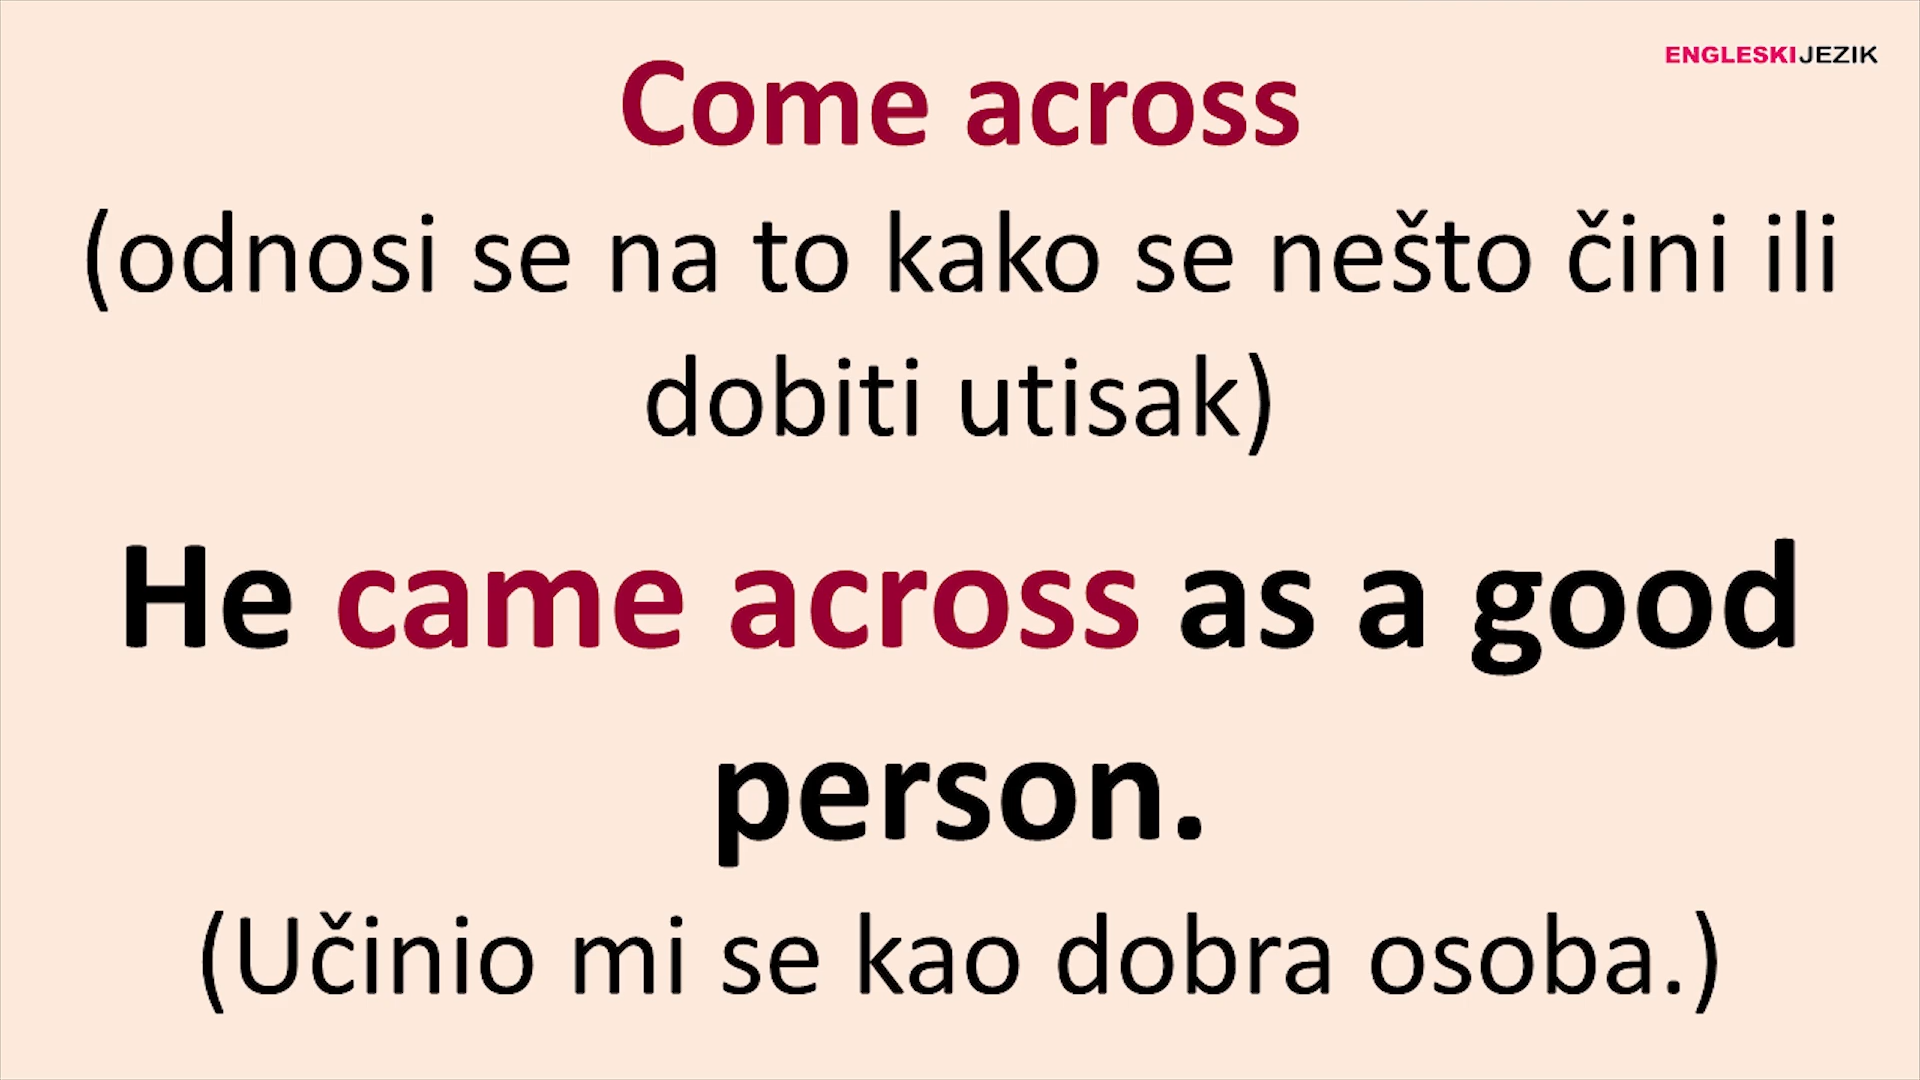 ENGLESKIJEZIK
Come across
(odnosi se na to kako se nešto čini ili
dobiti utisak)
He came across as a good
person.
(Učinio mi se kao dobra osoba.)